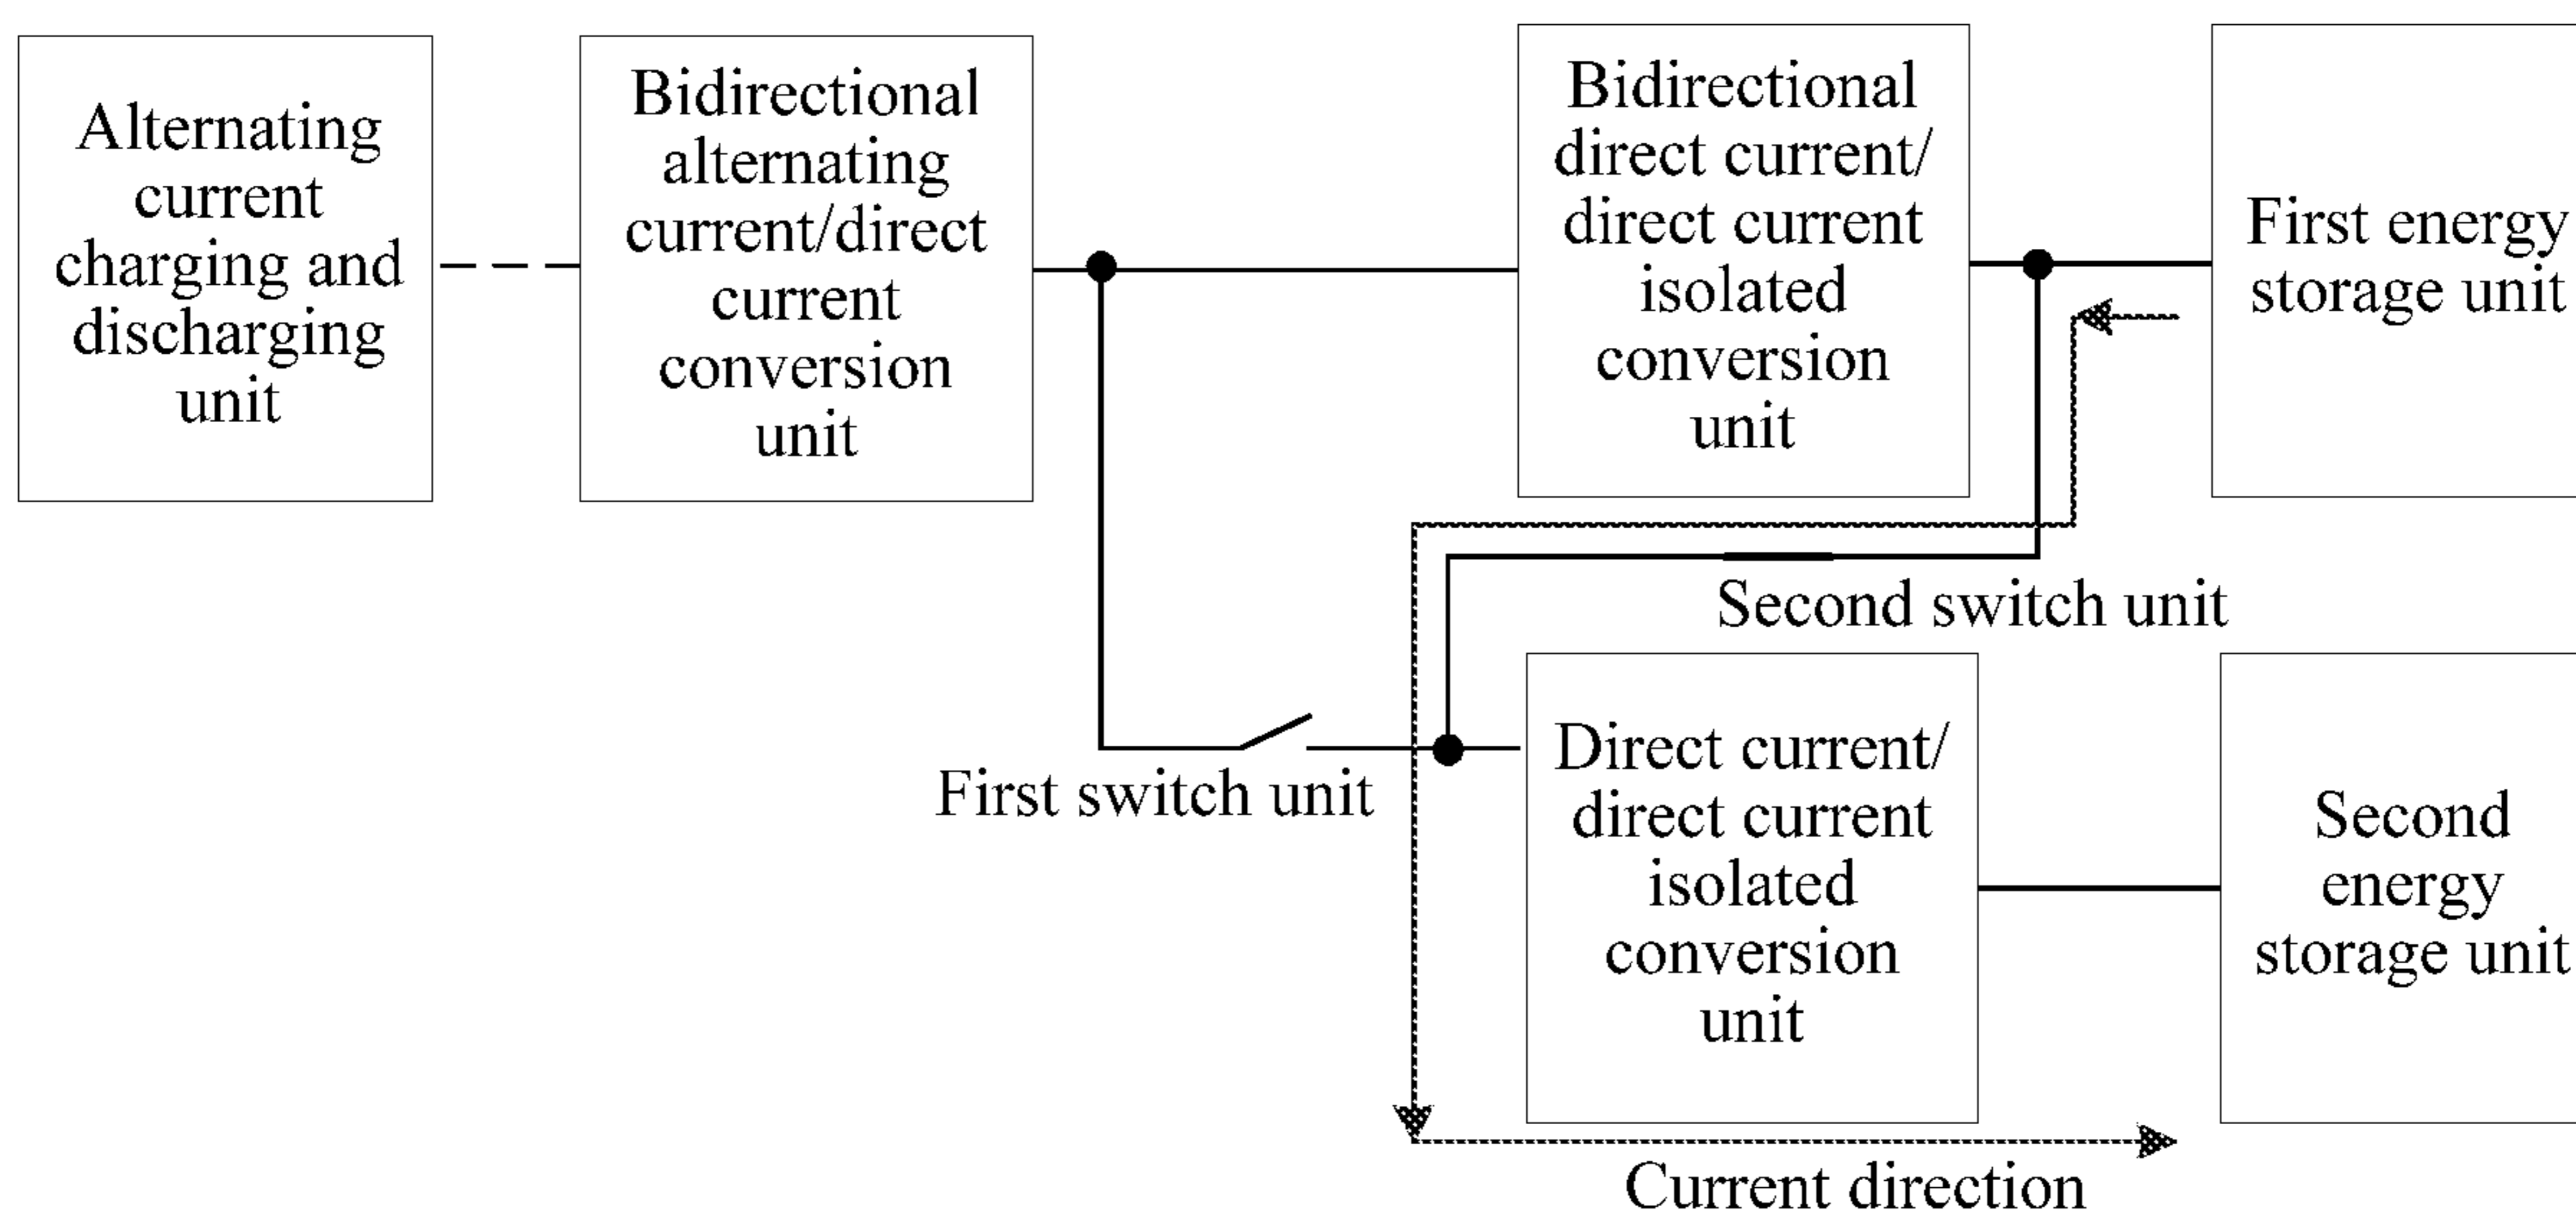 Alternating
current
charging and
discharging
unit
Bidirectional
alternating
current/direct
current
conversion
unit
Bidirectional
direct current/
direct current
isolated
conversion
unit
First energy
storage unit
Second switch unit
First switch unit
Direct current/
direct current
isolated
conversion
unit
Second
energy
storage unit
Current direction